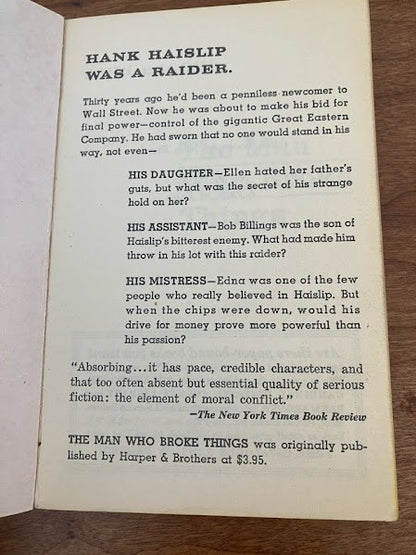 HANK HAISLIP
WAS A RAIDER.
Thirty years ago he'd been a penniless newcomer to
Wall Street. Now he was about to make his bid for
final power—control of the gigantic Great Eastern
Company. He had sworn that no one would stand in his
way, not even—
HIS DAUGHTER—Ellen hated her father's
guts, but what was the secret of his strange
hold on her?
HIS ASSISTANT—Bob Billings was the son of
Haislip's bitterest enemy. What had made him
throw in his lot with this raider?
HIS MISTRESS—Edna was one of the few
people who really believed in Haislip. But
when the chips were down, would his
drive for money prove more powerful than
his passion?
"Absorbing...it has pace, credible characters, and
that too often absent but essential quality of serious
fiction: the element of moral conflict."
—The New York Times Book Review
THE MAN WHO BROKE THINGS was originally pub-
lished by Harper & Brothers at $3.95.